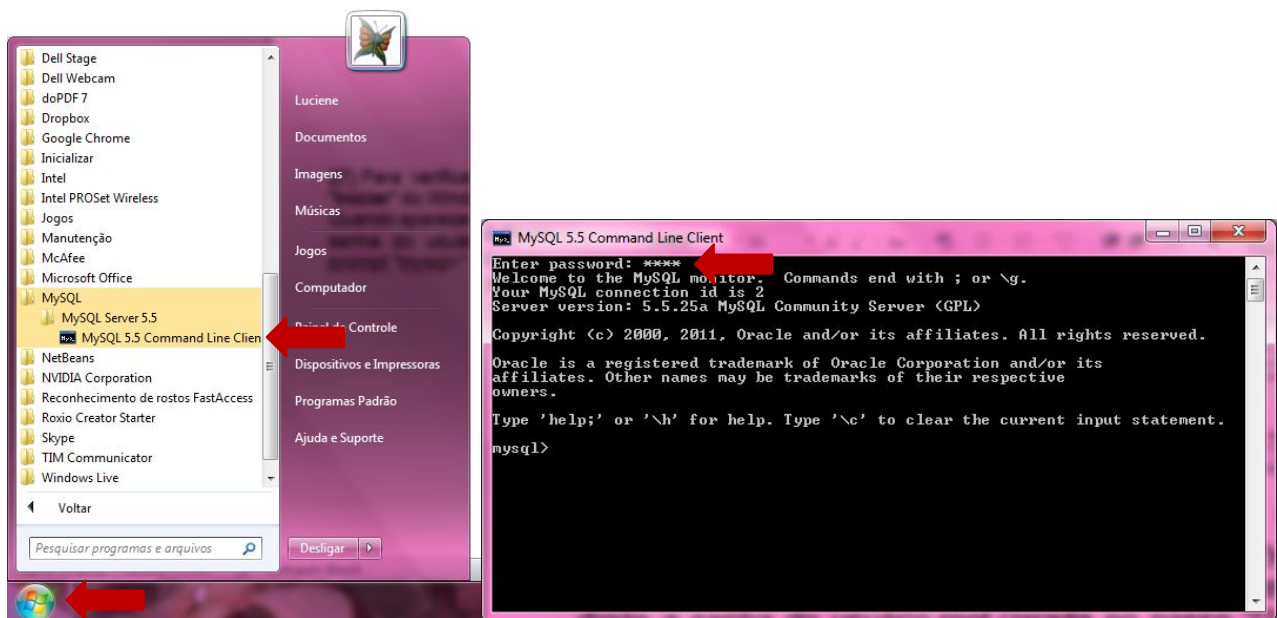 Dell Stage
Dell Webcam
doPDF 7
Dropbox
Google Chrome
Inicializar
Intel
Intel PROSet Wireless
Jogos
Manutenção
McAfee
Microsoft Office
MySQL
MySQL Server 5.5
MySQL 5.5 Command Line Clien
NetBeans
NVIDIA Corporation
Reconhecimento de rostos FastAccess
Roxio Creator Starter
Skype
TIM Communicator
Windows Live
Voltar
Pesquisar programas e arquivos
Luciene
Documentos
Imagens
Músicas
Jogos
Computador
Painel de Controle
Dispositivos e Impressoras
Programas Padrão
Ajuda e Suporte
Desligar
MySQL 5.5 Command Line Client
Enter password: ****
Welcome to the MySQL monitor.  Commands end with ; or \g.
Your MySQL connection id is 2
Server version: 5.5.25a MySQL Community Server (GPL)
Copyright (c) 2000, 2011, Oracle and/or its affiliates. All rights reserved.
Oracle is a registered trademark of Oracle Corporation and/or its
affiliates. Other names may be trademarks of their respective
owners.
Type 'help;' or '\h' for help. Type '\c' to clear the current input statement.
mysql>